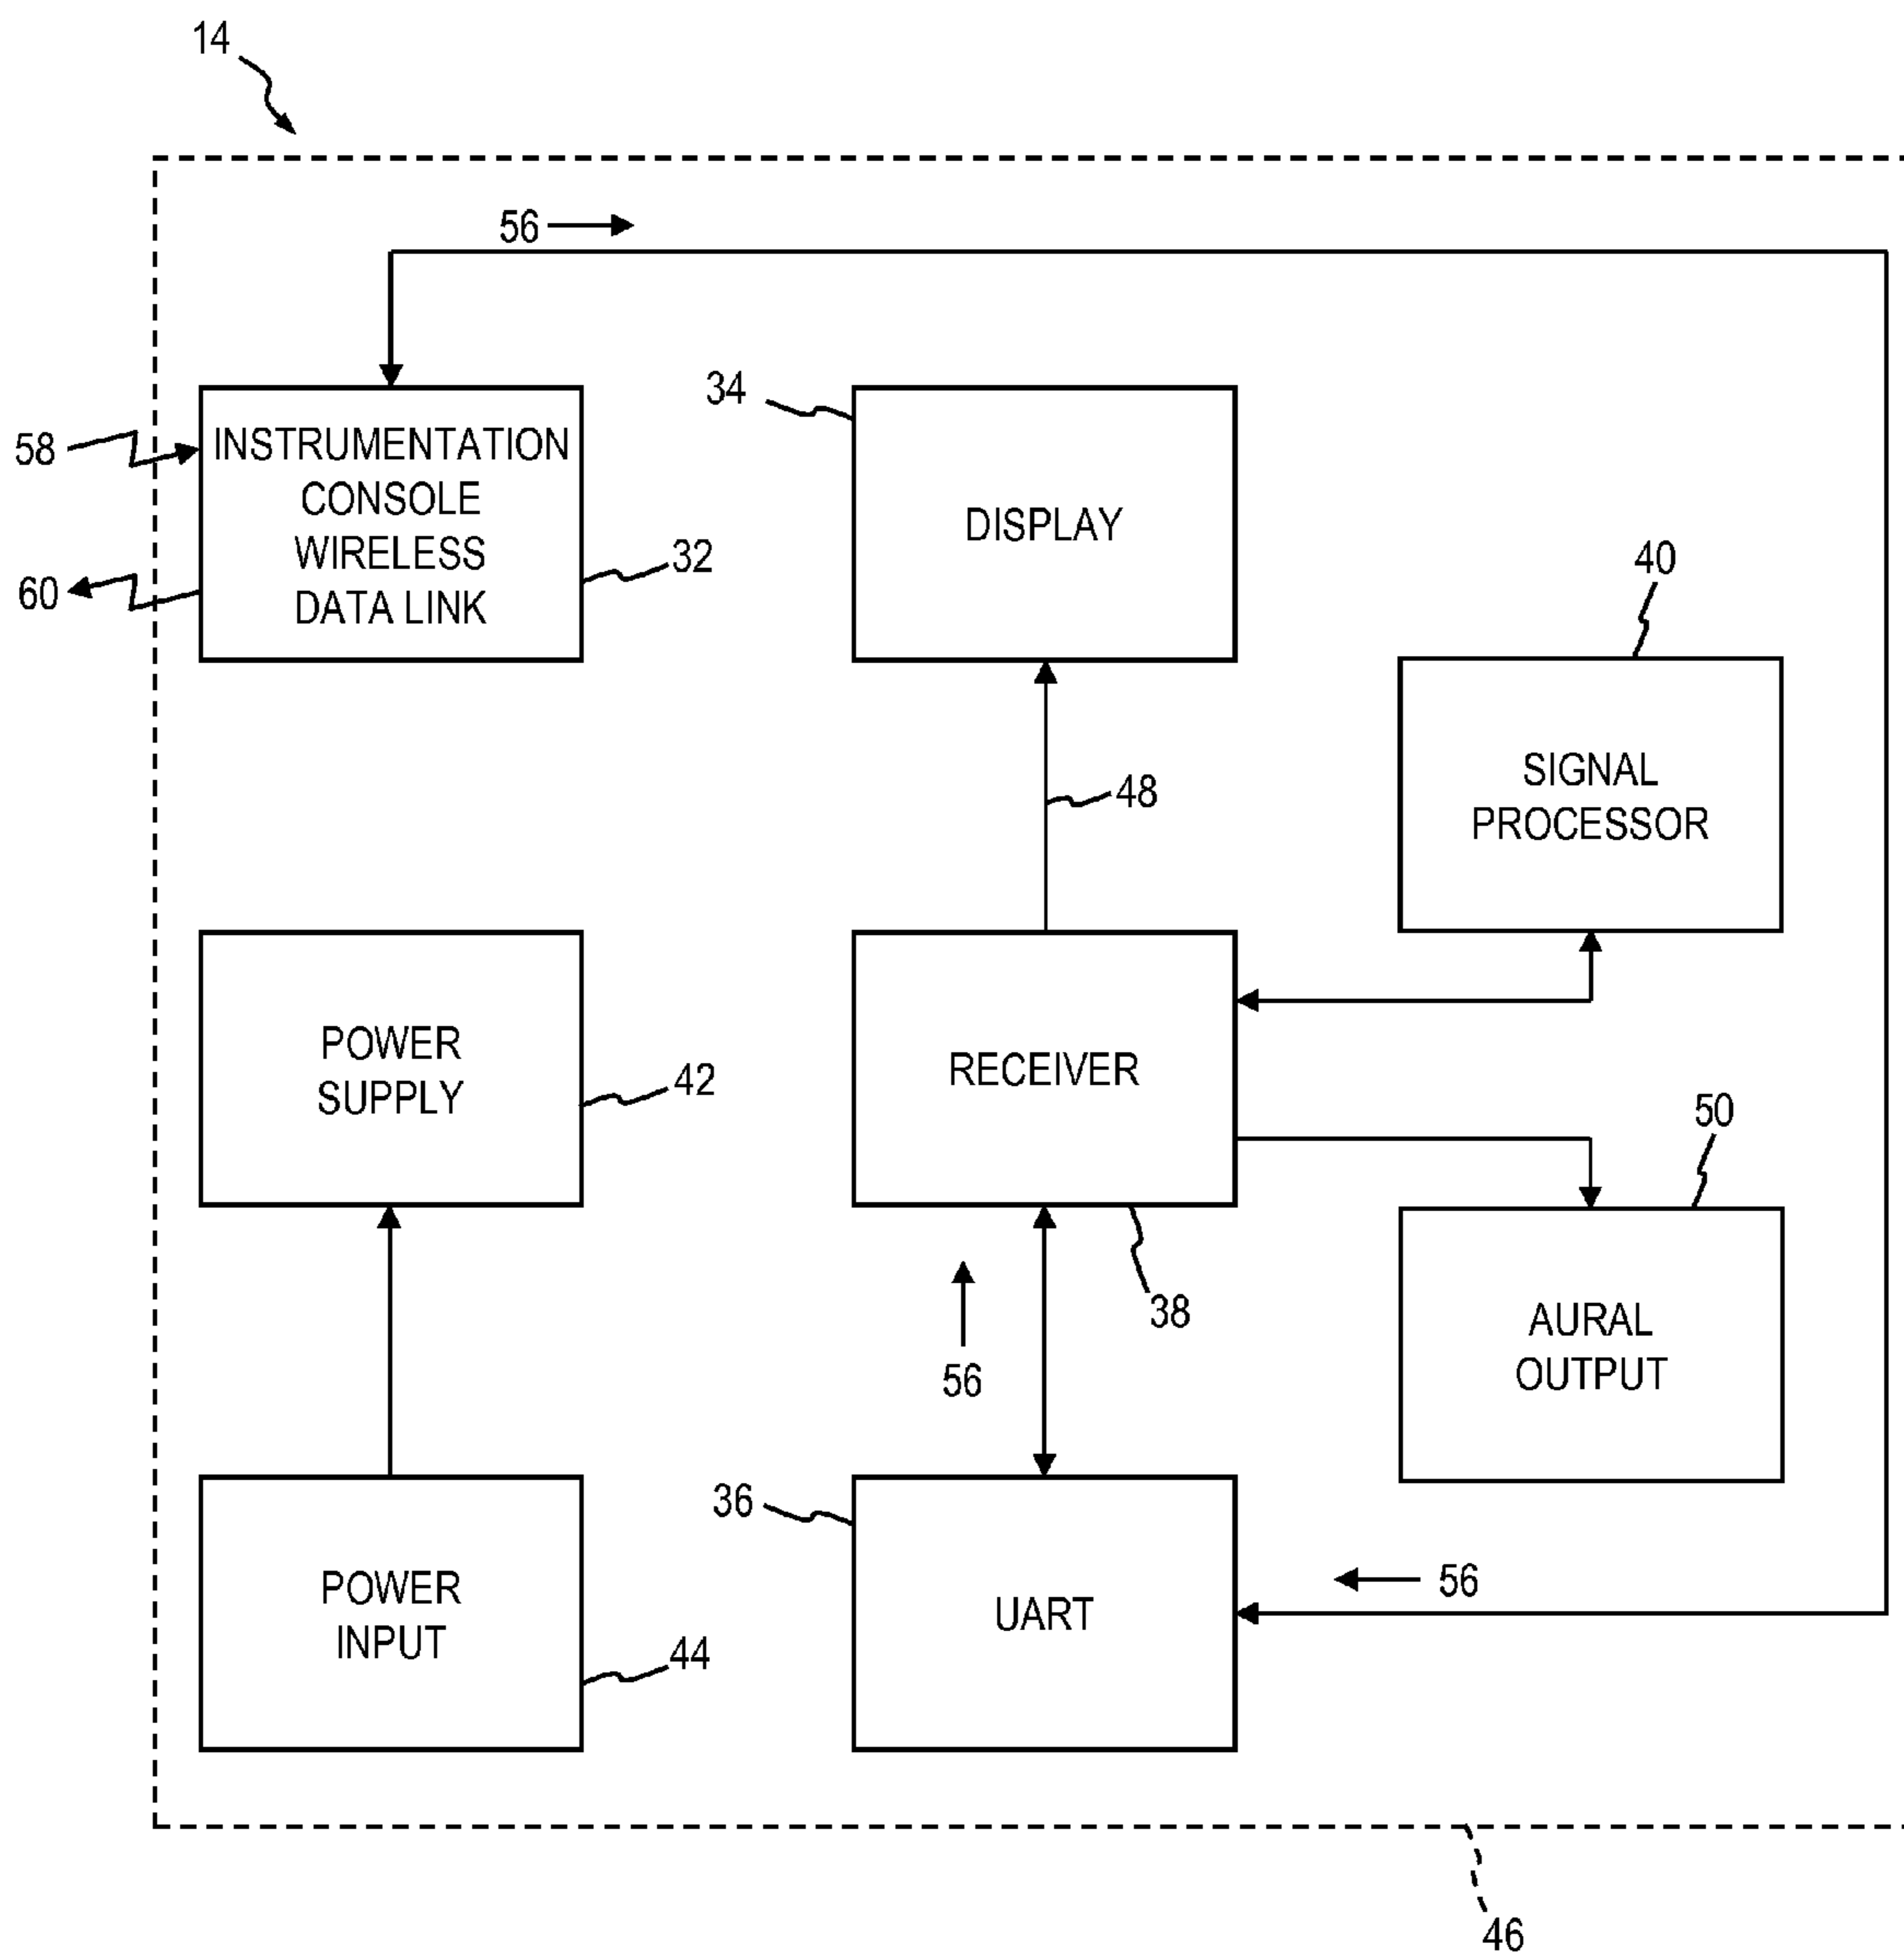 14
56
58
INSTRUMENTATION
CONSOLE
WIRELESS
DATA LINK
32
60
34
DISPLAY
40
SIGNAL
PROCESSOR
48
POWER
SUPPLY
42
RECEIVER
38
50
AURAL
OUTPUT
56
36
UART
56
POWER
INPUT
44
46